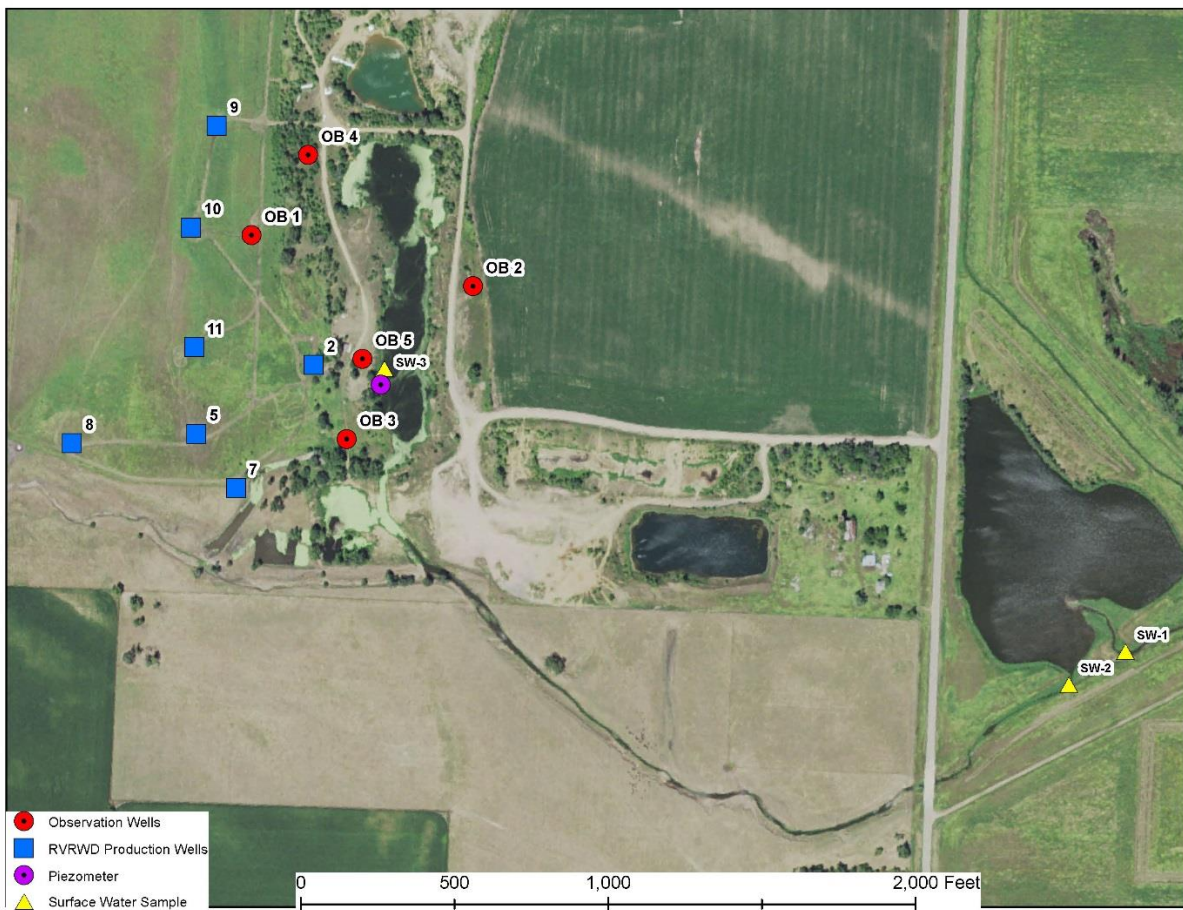 9
OB 4
10
OB 1
OB 2
11
OB 5
2
SW-3
8
5
OB 3
7
SW-1
SW-2
Observation Wells
RVRWD Production Wells
Piezometer
Surface Water Sample
0 500 1,000 2,000 Feet